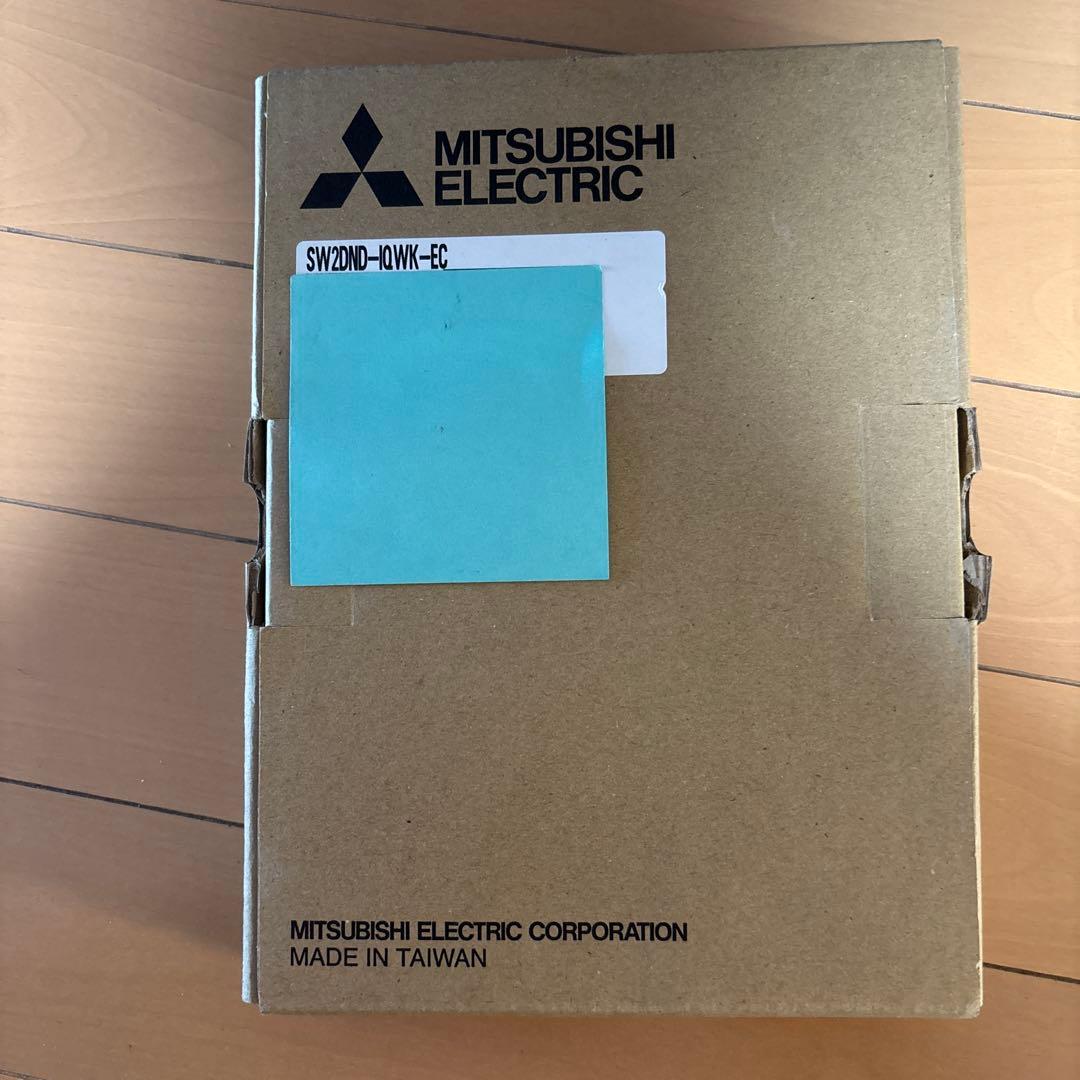 MITSUBISHI
ELECTRIC
SW2DND-IQWK-EC
MITSUBISHI ELECTRIC CORPORATION
MADE IN TAIWAN